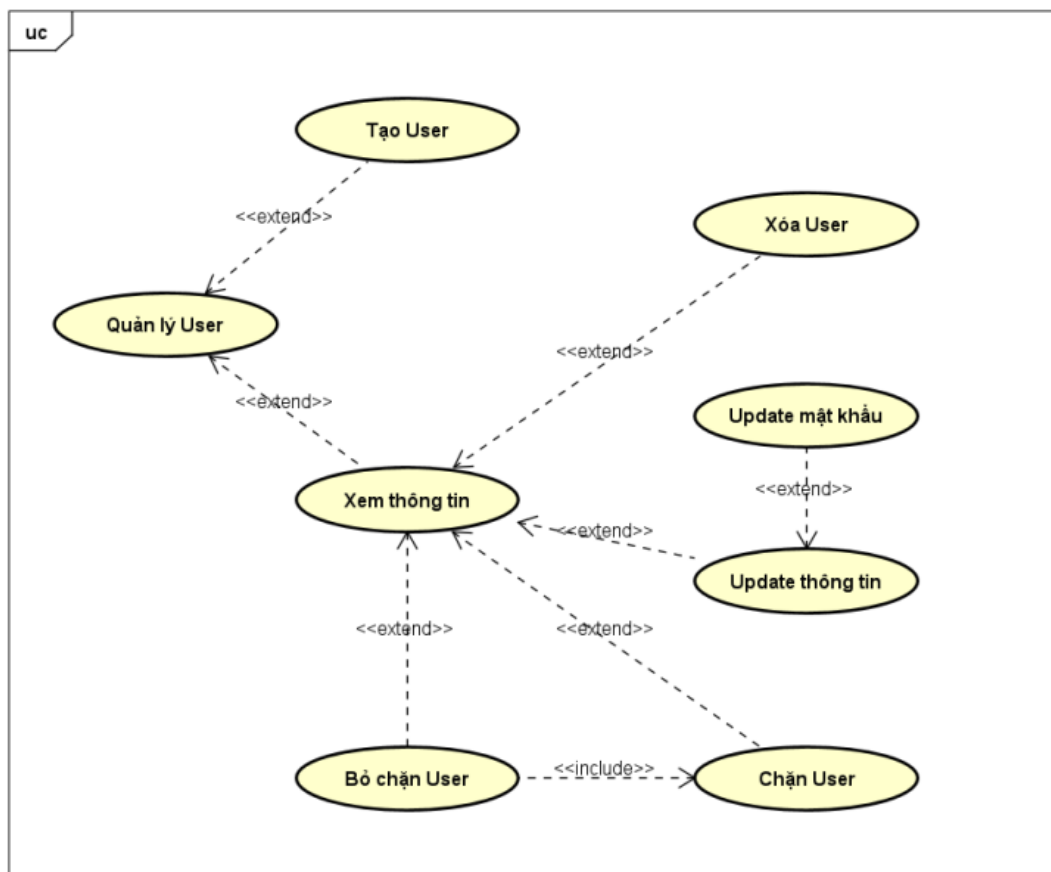 uc
Tạo User
<<extend>>
Xóa User
Quản lý User
<<extend>>
<<extend>>
Update mật khẩu
<<extend>>
Xem thông tin
<<extend>>
Update thông tin
<<extend>>
<<extend>>
Bỏ chặn User
<<include>>
Chặn User